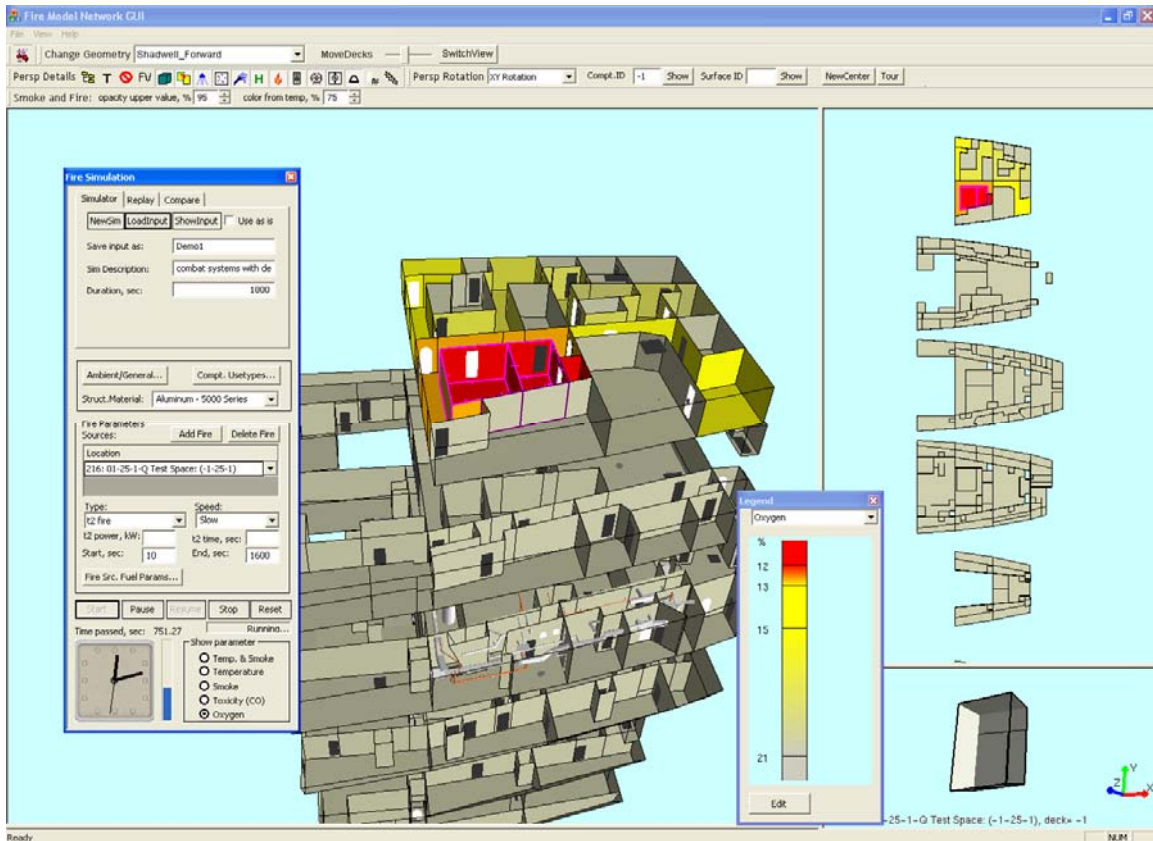 Fire Model Network GUI
File View Help
Change Geometry Shadwell_Forward MoveDecks SwitchView
Persp Details T FV H Persp Rotation XY Rotation Compt.ID -1 Show Surface ID Show NewCenter Tour
Smoke and Fire: opacity upper value, % 95 color from temp, % 75
Fire Simulation
Simulator Replay Compare
NewSim LoadInput ShowInput Use as is
Save input as: Demo1
Sim Description: combat systems with de
Duration, sec: 1800
Ambient/General... Compt. Usetypes...
Struct.Material: Aluminum - 5000 Series
Fire Parameters
Sources: Add Fire Delete Fire
Location
216: 01-25-1-Q Test Space: (-1-25-1)
Type: Speed:
t2 fire Slow
t2 power, kW: t2 time, sec:
Start, sec: 10 End, sec: 1600
Fire Src. Fuel Params...
Start Pause Resume Stop Reset
Time passed, sec: 751.27 Running...
Show parameter
Temp. & Smoke
Temperature
Smoke
Toxicity (CO)
Oxygen
Legend
Oxygen
%
12
13
15
21
Edit
Y
Z
X
-25-1-Q Test Space: (-1-25-1), deck= -1
Ready NUM